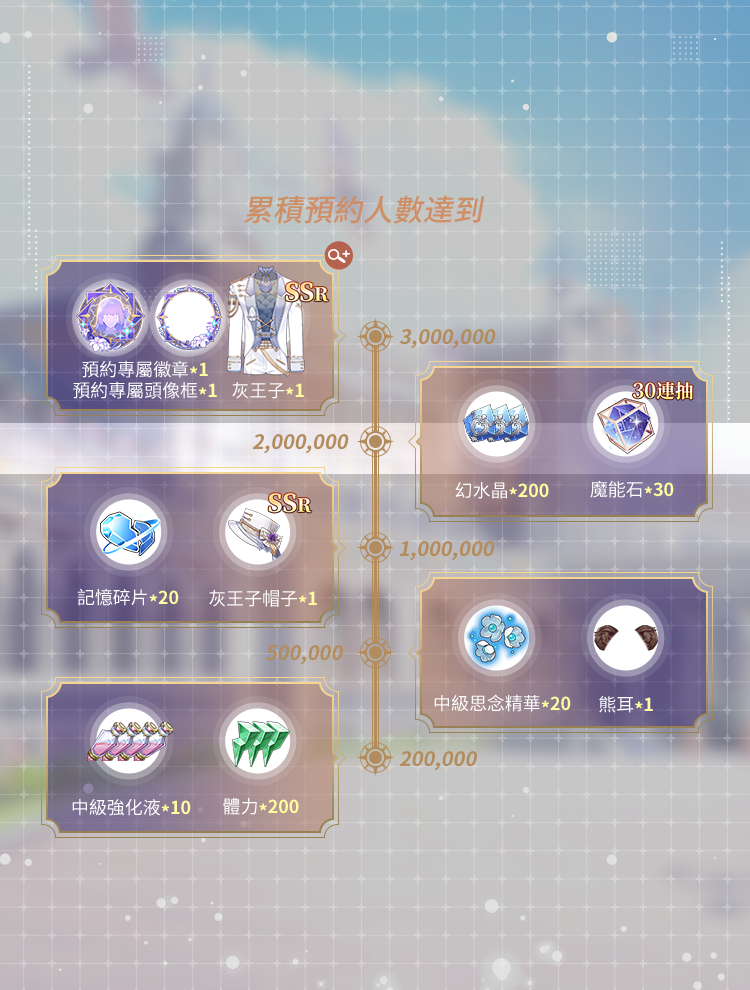 累積預約人數達到
SSR
預約專屬徽章★1
預約專屬頭像框★1
灰王子★1
3,000,000
30連抽
幻水晶★200
魔能石★30
2,000,000
SSR
記憶碎片★20
灰王子帽子★1
1,000,000
中級思念精華★20
熊耳★1
500,000
中級強化液★10
體力★200
200,000